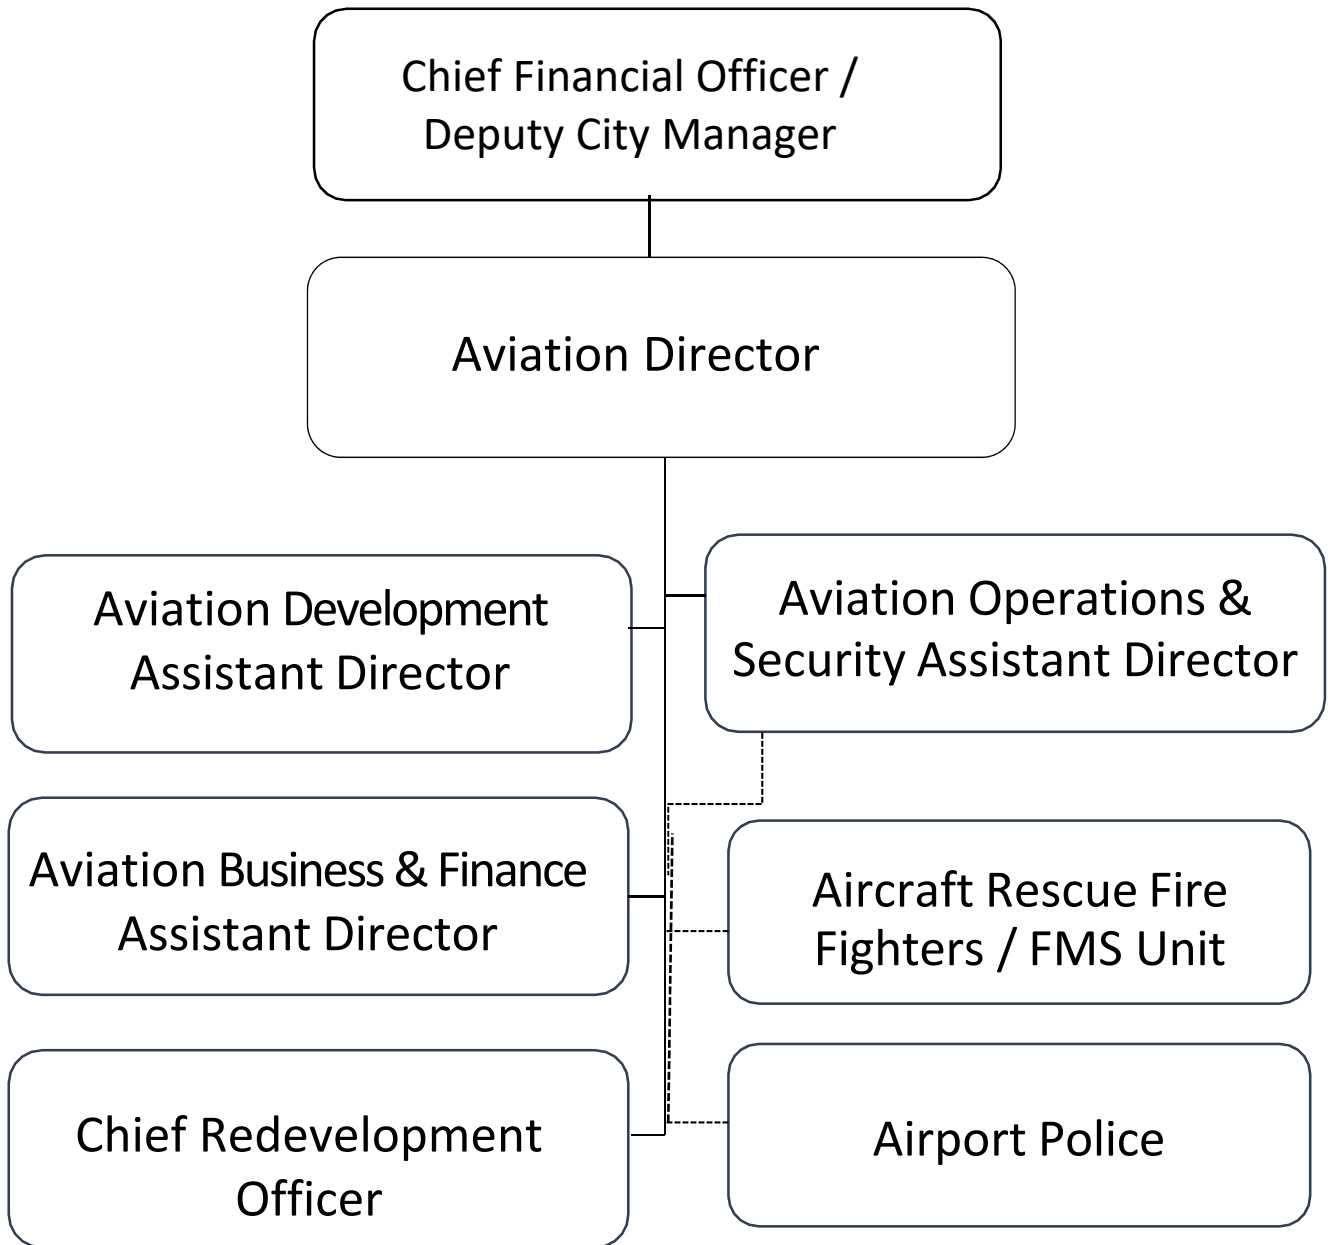 Chief Financial Officer /
Deputy City Manager
Aviation Director
Aviation Development
Assistant Director
Aviation Operations &
Security Assistant Director
Aviation Business & Finance
Assistant Director
Aircraft Rescue Fire
Fighters / FMS Unit
Chief Redevelopment
Officer
Airport Police